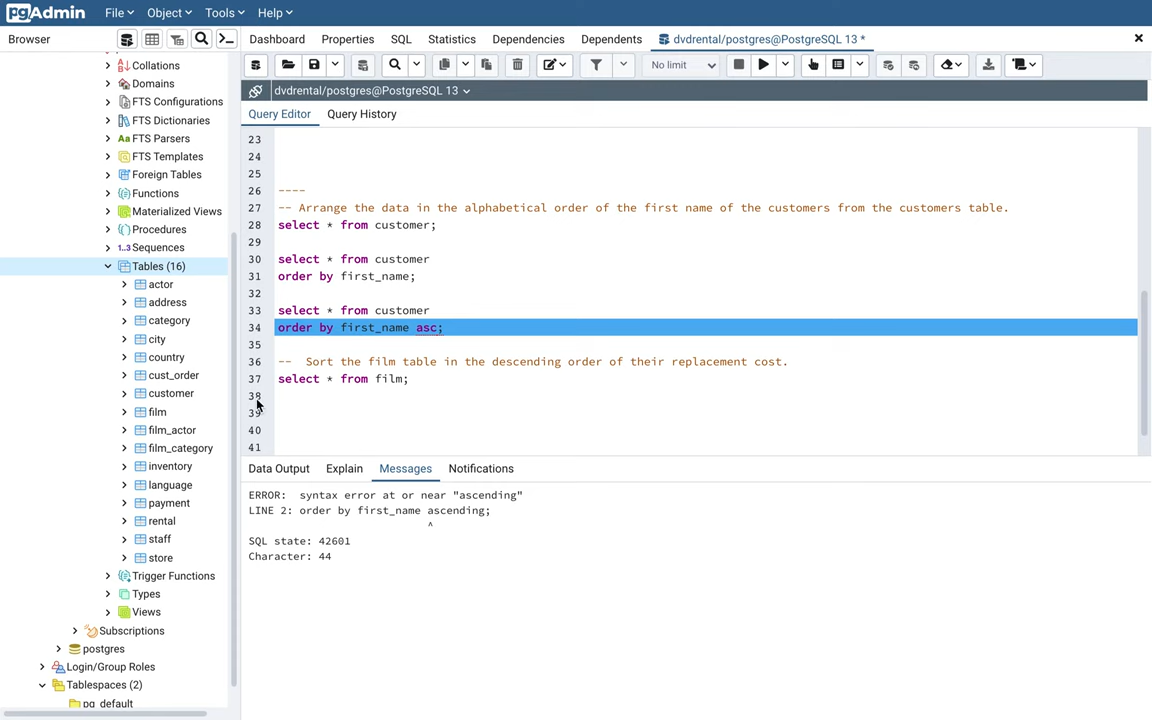 pgAdmin File Object Tools Help
Browser
Dashboard Properties SQL Statistics Dependencies Dependents dvdrental/postgres@PostgreSQL 13 *
No limit
dvdrental/postgres@PostgreSQL 13
Query Editor Query History
Collations
Domains
FTS Configurations
FTS Dictionaries
Aa FTS Parsers
FTS Templates
Foreign Tables
Functions
Materialized Views
Procedures
1..3 Sequences
Tables (16)
actor
address
category
city
country
cust_order
customer
film
film_actor
film_category
inventory
language
payment
rental
staff
store
Trigger Functions
Types
Views
Subscriptions
postgres
Login/Group Roles
Tablespaces (2)
pg_default
23
24
25
26 ----
27 -- Arrange the data in the alphabetical order of the first name of the customers from the customers table.
28 select * from customer;
29
30 select * from customer
31 order by first_name;
32
33 select * from customer
34 order by first_name asc;
35
36 -- Sort the film table in the descending order of their replacement cost.
37 select * from film;
38
39
40
41
Data Output Explain Messages Notifications
ERROR: syntax error at or near "ascending"
LINE 2: order by first_name ascending;
^
SQL state: 42601
Character: 44